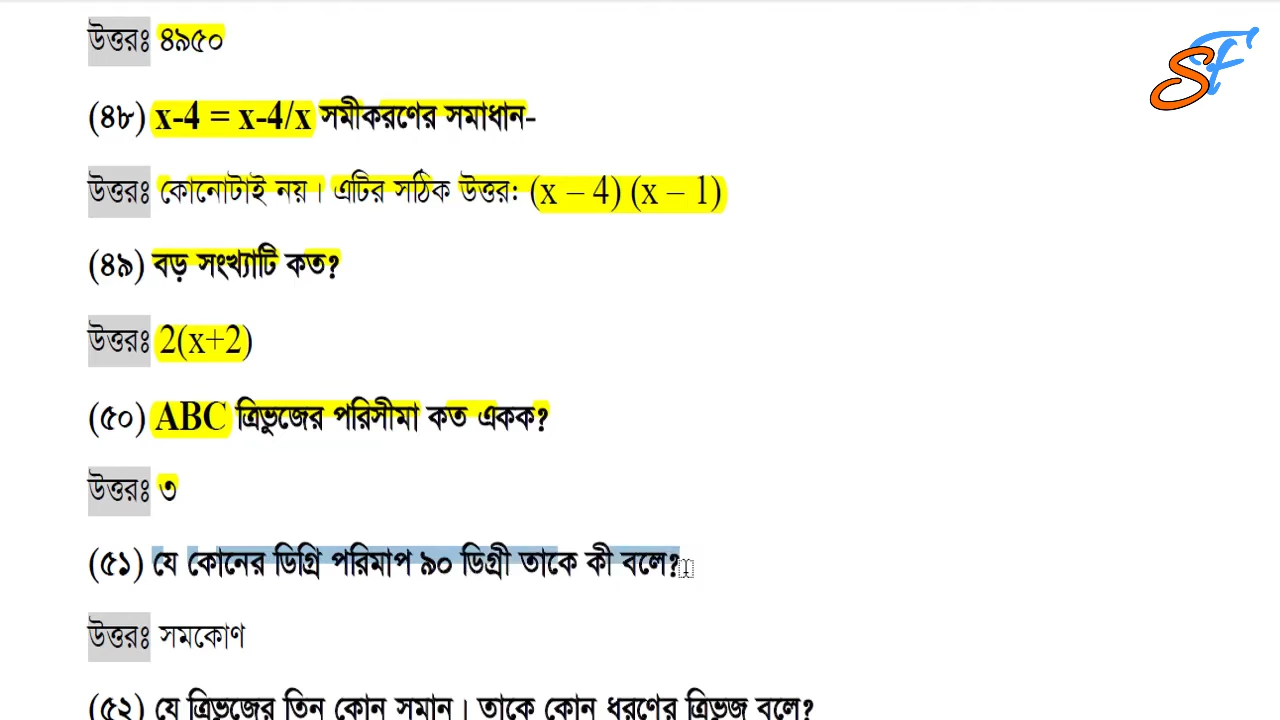 উত্তরঃ ৪৯৫০
SF
(৪৮) x-4 = x-4/x সমীকরণের সমাধান-
উত্তরঃ কোনোটাই নয়। এটির সঠিক উত্তর: (x – 4) (x – 1)
(৪৯) বড় সংখ্যাটি কত?
উত্তরঃ 2(x+2)
(৫০) ABC ত্রিভুজের পরিসীমা কত একক?
উত্তরঃ ৩
(৫১) যে কোনের ডিগ্রি পরিমাপ ৯০ ডিগ্রী তাকে কী বলে?
উত্তরঃ সমকোণ
(৫২) যে ত্রিভুজের তিন কোন সমান। তাকে কোন ধরণের ত্রিভুজ বলে?